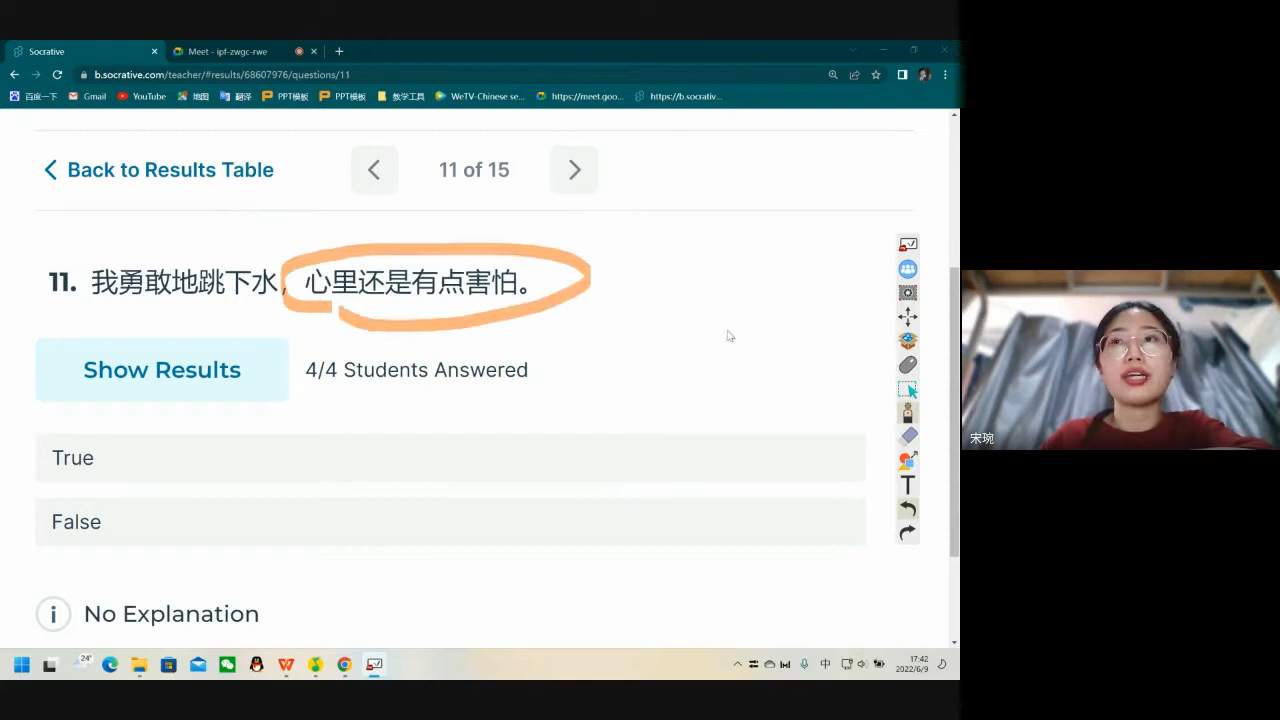 Socrative
Meet - ipf-zwgc-rwe
b.socrative.com/teacher/#results/68607976/questions/11
百度一下
Gmail
YouTube
地图
翻译
PPT模板
PPT模板
教学工具
WeTV-Chinese se...
https://meet.goo...
https://b.socrativ...
Back to Results Table
11 of 15
11. 我勇敢地跳下水，心里还是有点害怕。
Show Results
4/4 Students Answered
True
False
No Explanation
宋琬
T
24°
中
17:42
2022/6/9